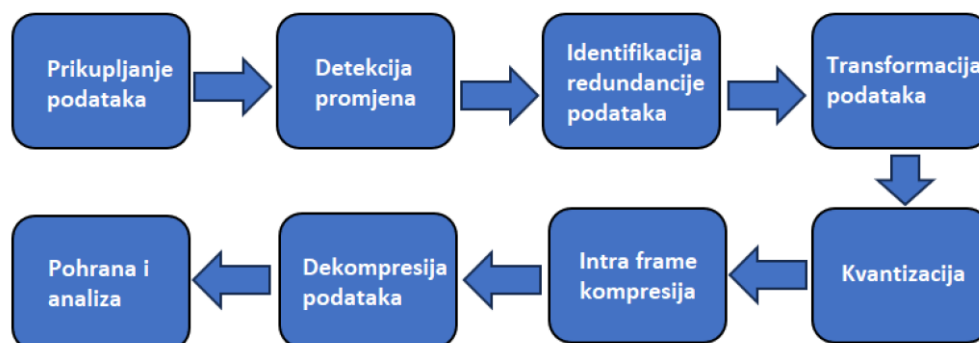 Prikupljanje
podataka
Detekcija
promjena
Identifikacija
redundancije
podataka
Transformacija
podataka
Kvantizacija
Intra frame
kompresija
Dekompresija
podataka
Pohrana i
analiza